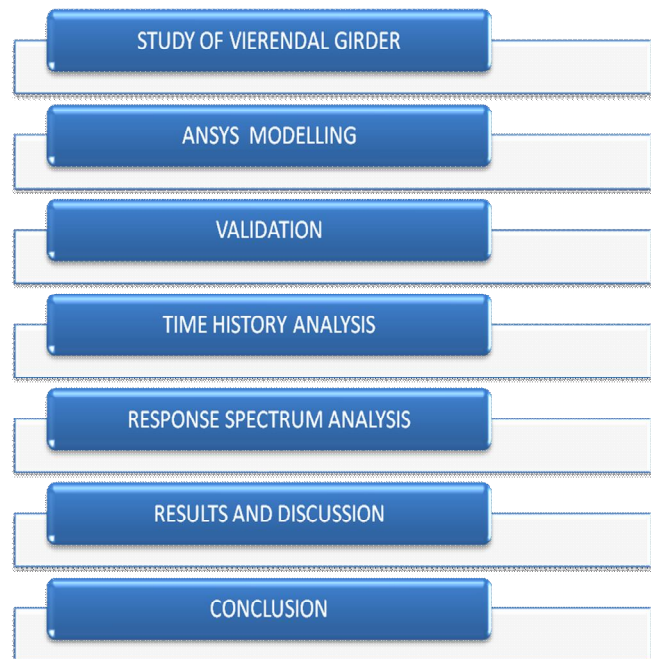 STUDY OF VIERENDAL GIRDER
ANSYS MODELLING
VALIDATION
TIME HISTORY ANALYSIS
RESPONSE SPECTRUM ANALYSIS
RESULTS AND DISCUSSION
CONCLUSION